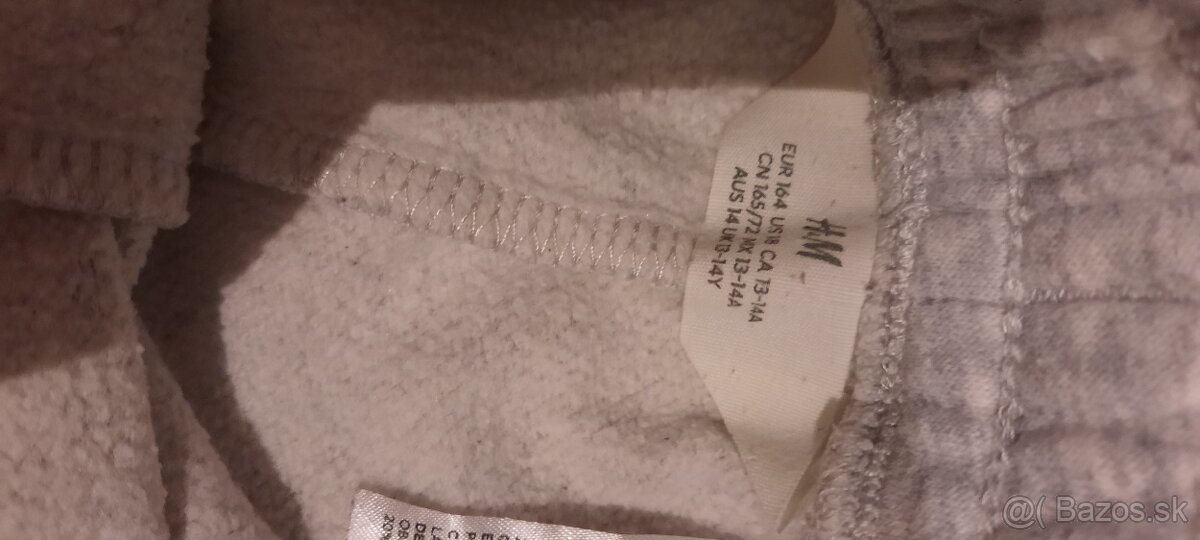 H&M
EUR 164 US 18 CA 13-14A
CN 165/72 MX 13-14A
AUS 14 UK 13-14Y
@( Bazos.sk